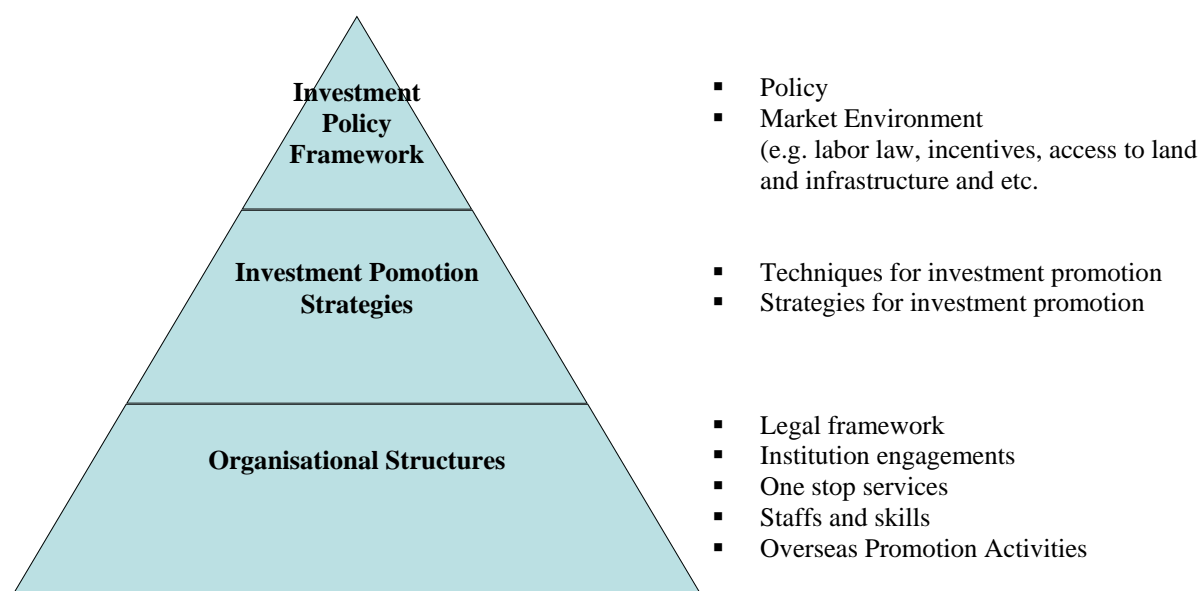 Investment
Policy
Framework
▪ Policy
▪ Market Environment
(e.g. labor law, incentives, access to land
and infrastructure and etc.
Investment Pomotion
Strategies
▪ Techniques for investment promotion
▪ Strategies for investment promotion
Organisational Structures
▪ Legal framework
▪ Institution engagements
▪ One stop services
▪ Staffs and skills
▪ Overseas Promotion Activities